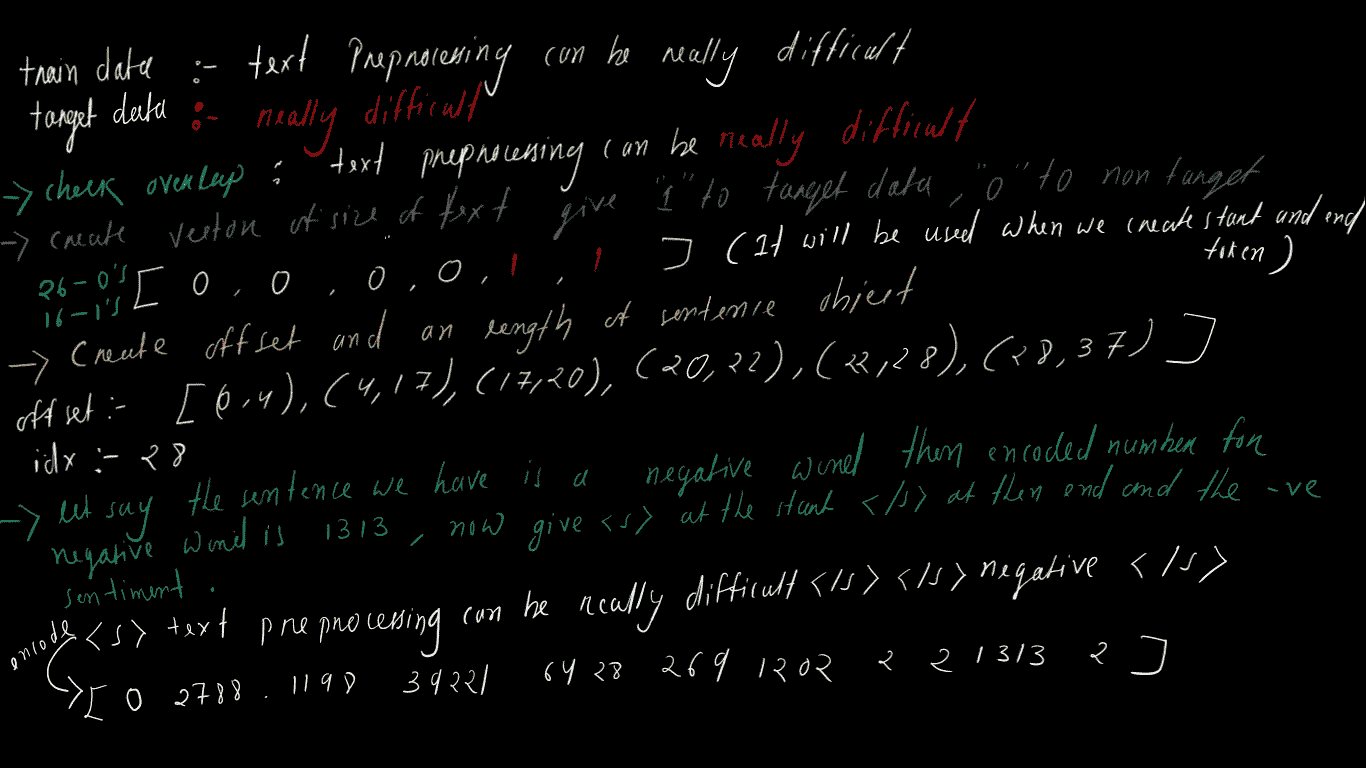 train data :- text Preprocessing can be really difficult
target data :- really difficult
-> check overlap : text preprocessing can be really difficult
-> create vector of size of text give "1" to target data, "0" to non target
26-0's
16-1's
[ 0, 0, 0, 0, 1, 1 ] (It will be used when we create start and end token)
-> Create offset and an length of sentence object
offset :- [(0,4), (4,17), (17,20), (20,22), (22,28), (28,37)]
idx :- 28
-> let say the sentence we have is a negative word then encoded number for
negative word is 1313, now give <s> at the start </s> at then end and the -ve
sentiment.
encode <s> text preprocessing can be really difficult </s> </s> negative </s>
[ 0 2788 . 1198 39221 6428 269 1202 2 2 1313 2 ]